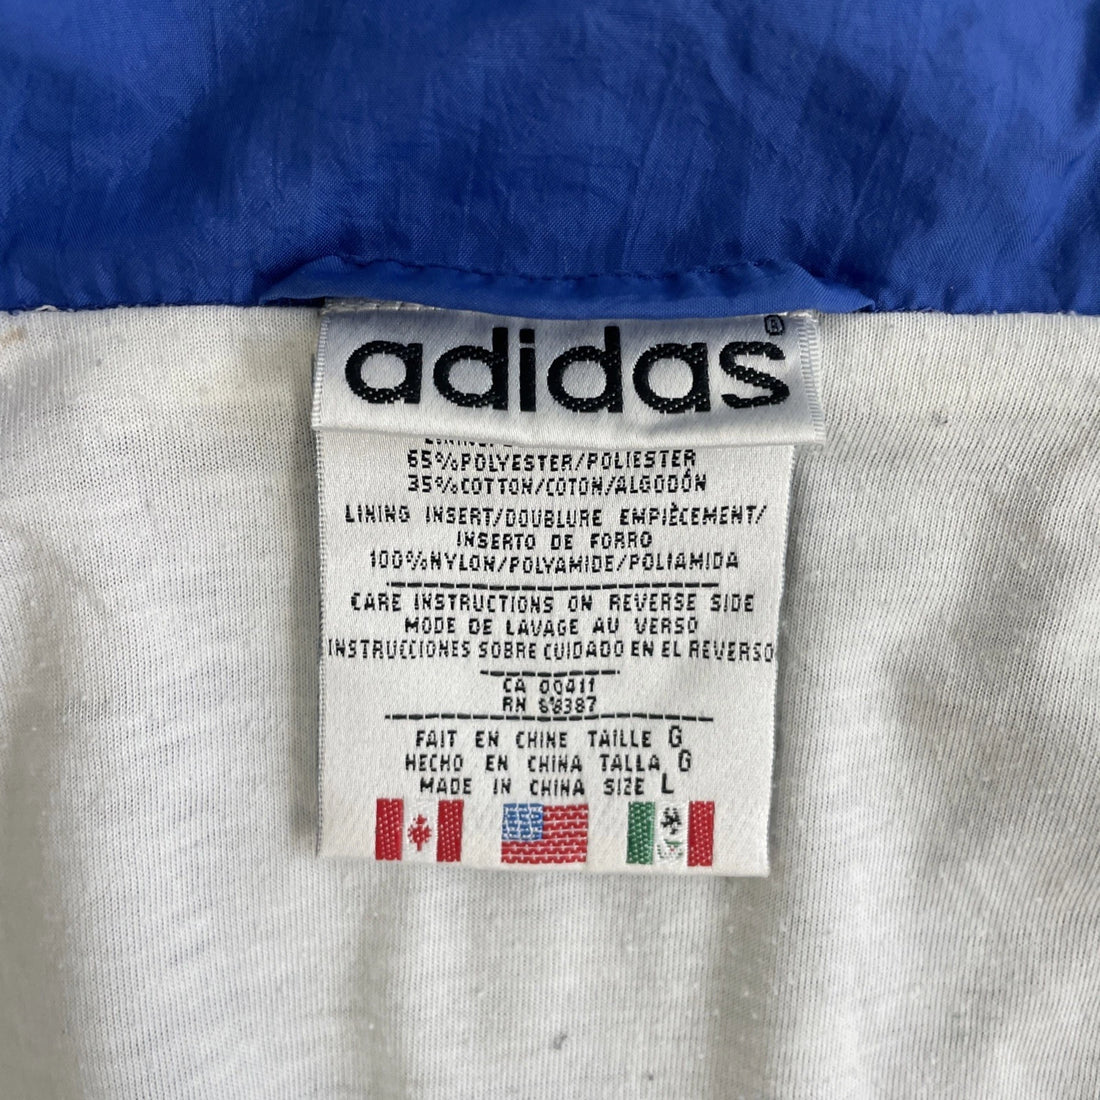 adidas®
65%POLYESTER/POLIESTER
35%COTTON/COTON/ALGODÓN
LINING INSERT/DOUBLURE EMPIÈCEMENT/
INSERTO DE FORRO
100%NYLON/POLYAMIDE/POLIAMIDA
CARE INSTRUCTIONS ON REVERSE SIDE
MODE DE LAVAGE AU VERSO
INSTRUCCIONES SOBRE CUIDADO EN EL REVERSO
CA 00411
RN 88387
FAIT EN CHINE TAILLE G
HECHO EN CHINA TALLA G
MADE IN CHINA SIZE L